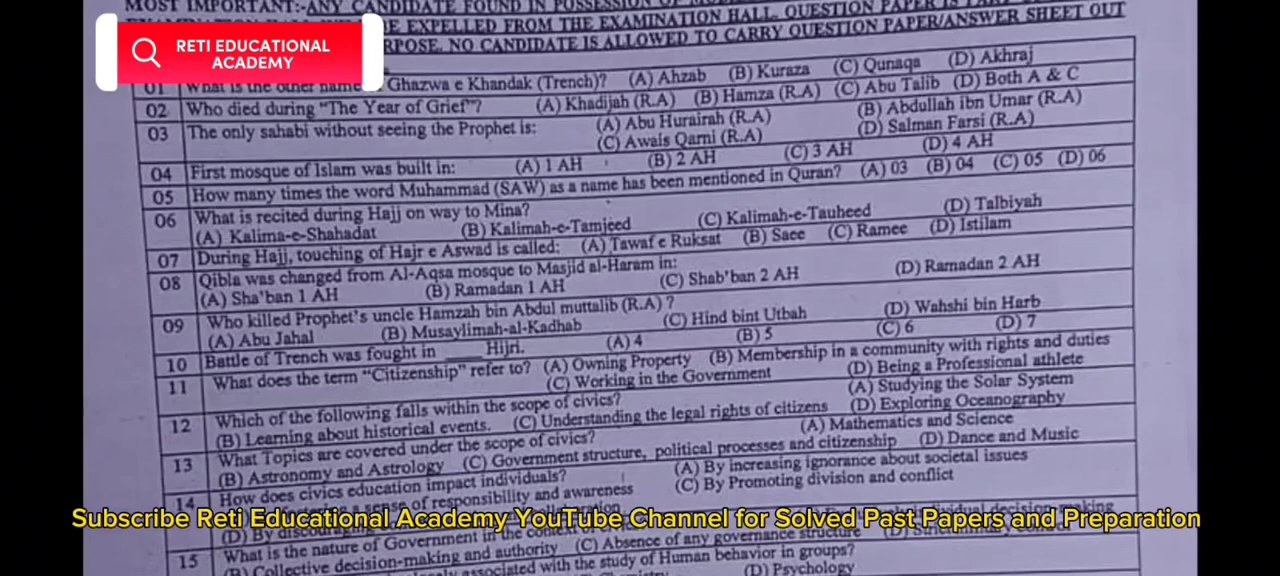 MOST IMPORTANT:-ANY CANDIDATE FOUND IN POSSESSION OF
BE EXPELLED FROM THE EXAMINATION HALL. QUESTION PAPER IS
RPOSE. NO CANDIDATE IS ALLOWED TO CARRY QUESTION PAPER/ANSWER SHEET OUT
RETI EDUCATIONAL
ACADEMY
01 What is the other name Ghazwa e Khandak (Trench)? (A) Ahzab (B) Kuraza (C) Qunaqa (D) Akhraj
02 Who died during "The Year of Grief"? (A) Khadijah (R.A) (B) Hamza (R.A) (C) Abu Talib (D) Both A & C
03 The only sahabi without seeing the Prophet is: (A) Abu Hurairah (R.A) (B) Abdullah ibn Umar (R.A)
(C) Awais Qarni (R.A) (D) Salman Farsi (R.A)
04 First mosque of Islam was built in: (A) 1 AH (B) 2 AH (C) 3 AH (D) 4 AH
05 How many times the word Muhammad (SAW) as a name has been mentioned in Quran? (A) 03 (B) 04 (C) 05 (D) 06
06 What is recited during Hajj on way to Mina?
(A) Kalima-e-Shahadat (B) Kalimah-e-Tamjeed (C) Kalimah-e-Tauheed (D) Talbiyah
07 During Hajj, touching of Hajr e Aswad is called: (A) Tawaf e Ruksat (B) Saee (C) Ramee (D) Istilam
08 Qibla was changed from Al-Aqsa mosque to Masjid al-Haram in:
(A) Sha'ban 1 AH (B) Ramadan 1 AH (C) Shab'ban 2 AH (D) Ramadan 2 AH
09 Who killed Prophet's uncle Hamzah bin Abdul muttalib (R.A) ?
(A) Abu Jahal (B) Musaylimah-al-Kadhab (C) Hind bint Utbah (D) Wahshi bin Harb
10 Battle of Trench was fought in ____ Hijri. (A) 4 (B) 5 (C) 6 (D) 7
11 What does the term "Citizenship" refer to? (A) Owning Property (B) Membership in a community with rights and duties
(C) Working in the Government (D) Being a Professional athlete
12 Which of the following falls within the scope of civics? (A) Studying the Solar System
(B) Learning about historical events. (C) Understanding the legal rights of citizens (D) Exploring Oceanography
13 What Topics are covered under the scope of civics? (A) Mathematics and Science
(B) Astronomy and Astrology (C) Government structure, political processes and citizenship (D) Dance and Music
14 How does civics education impact individuals? (A) By increasing ignorance about societal issues
a sense of responsibility and awareness (C) By Promoting division and conflict
(D) By
Subscribe Reti Educational Academy YouTube Channel for Solved Past Papers and Preparation
15 What is the nature of Government in the context
(B) Collective decision-making and authority (C) Absence of any governance structure (D)
associated with the study of Human behavior in groups?
(D) Psychology